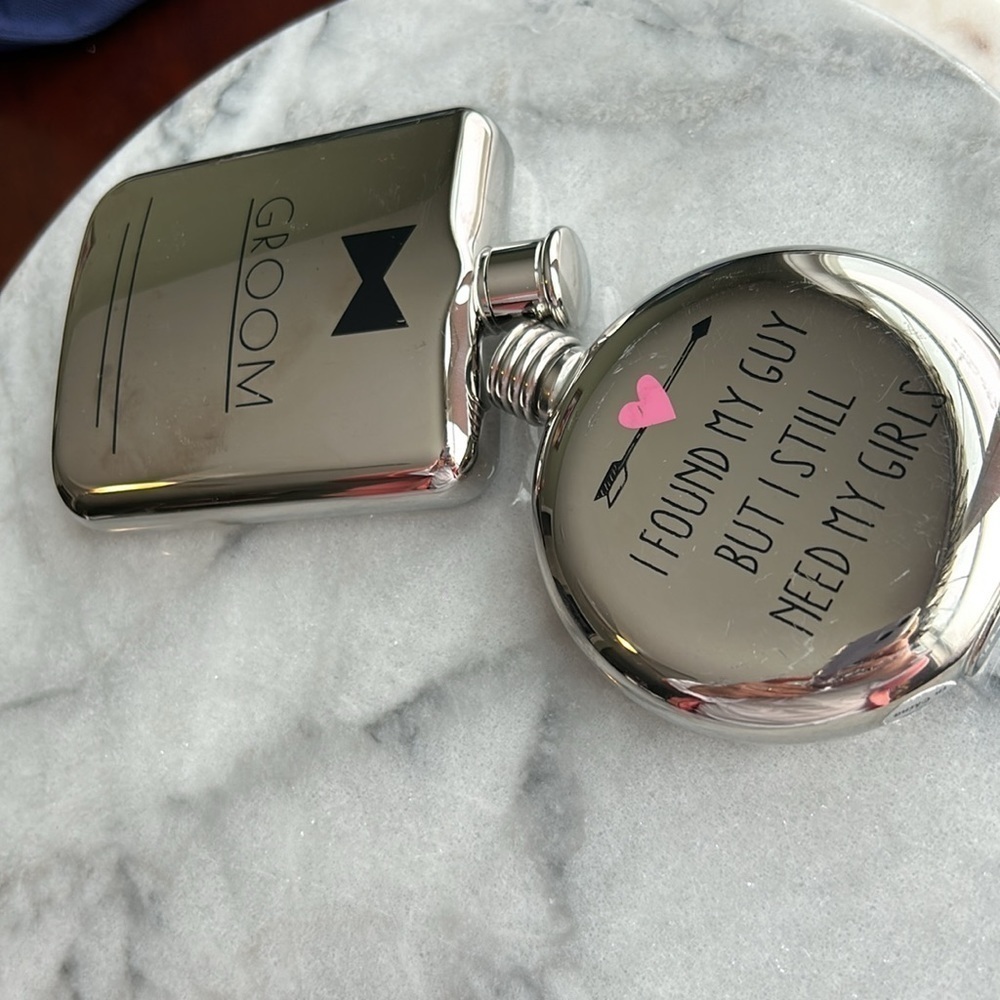 GROOM
I FOUND MY GUY
BUT I STILL
NEED MY GIRLS